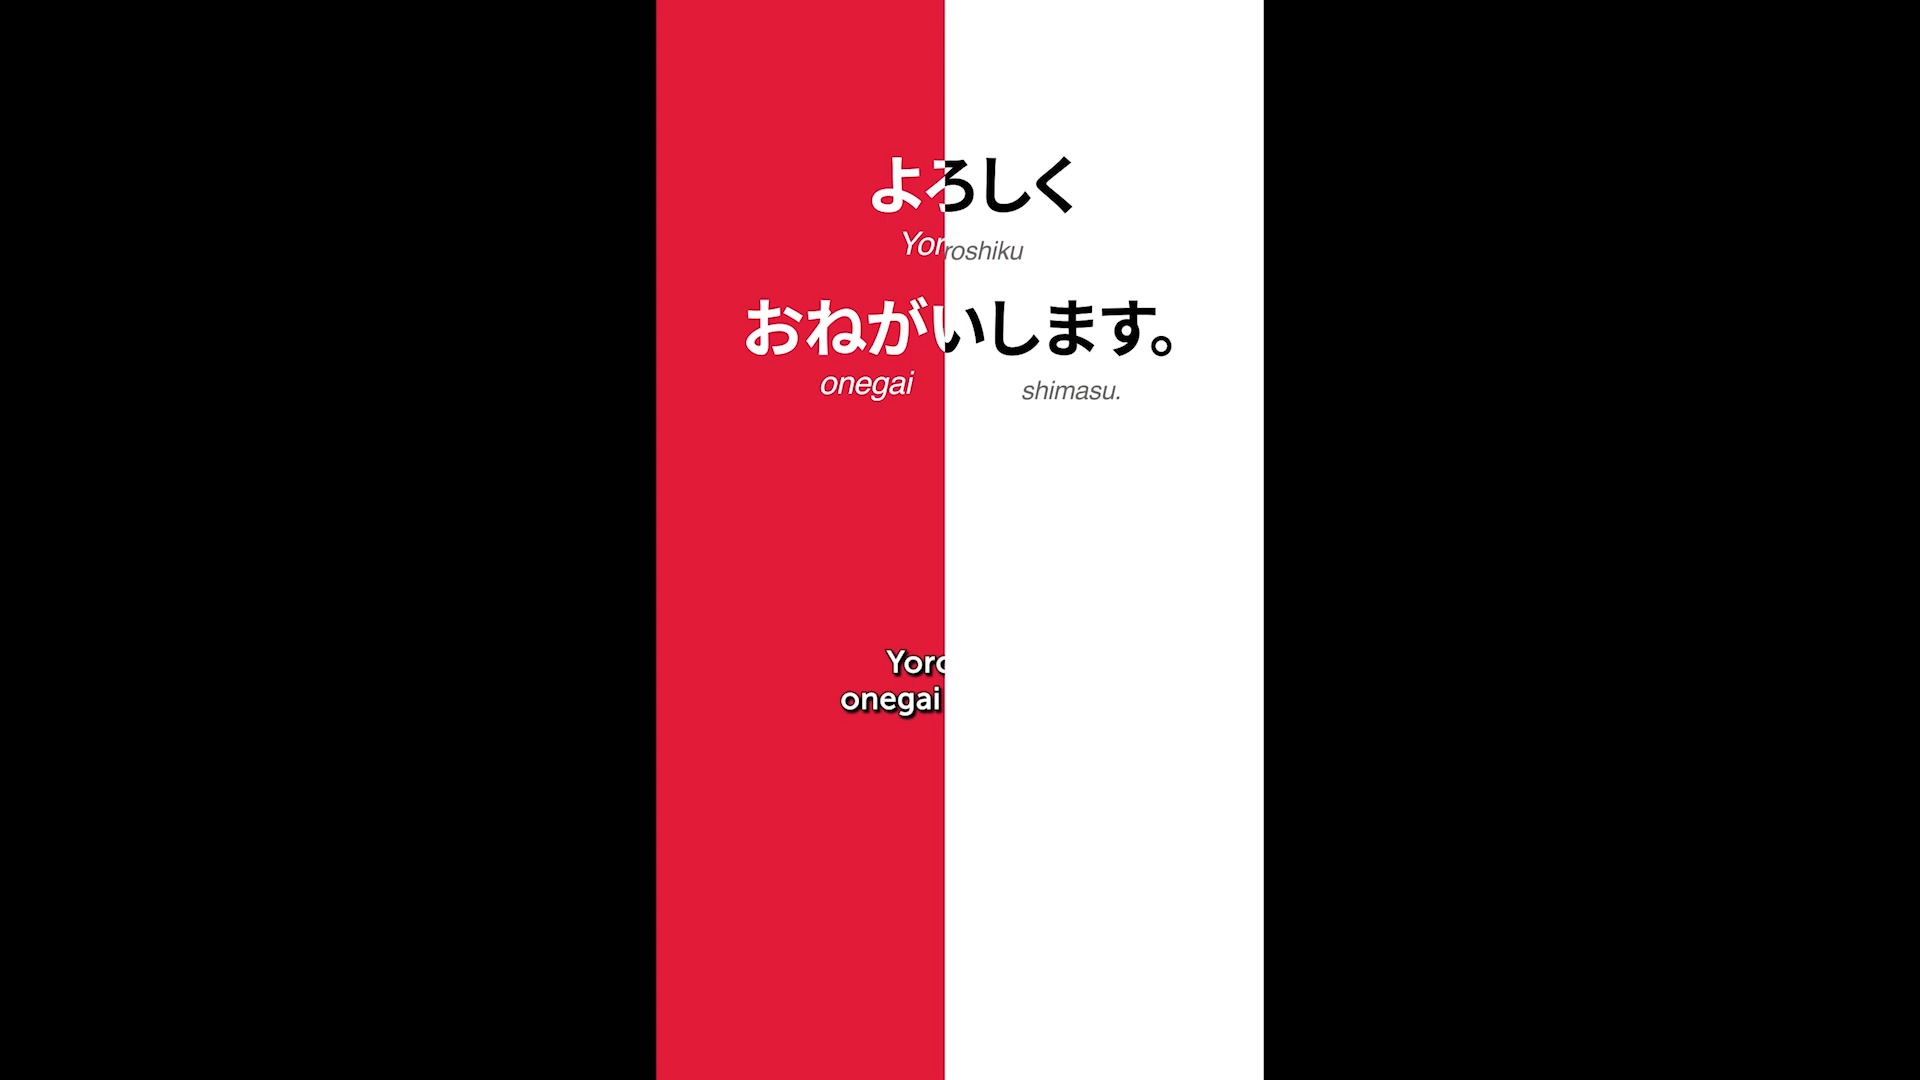 よろしく
Yorroshiku
おねがいします。
onegai shimasu.
onegai